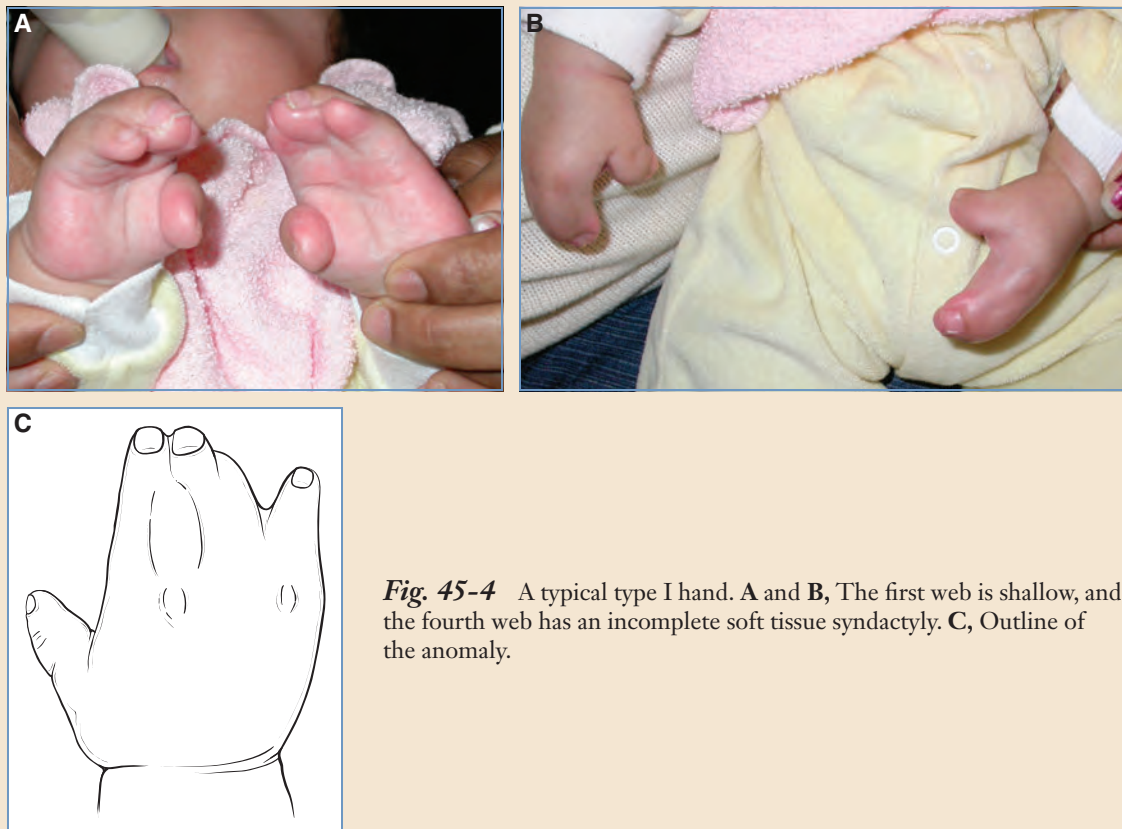 A
B
C
Fig. 45-4 A typical type I hand. A and B, The first web is shallow, and
the fourth web has an incomplete soft tissue syndactyly. C, Outline of
the anomaly.